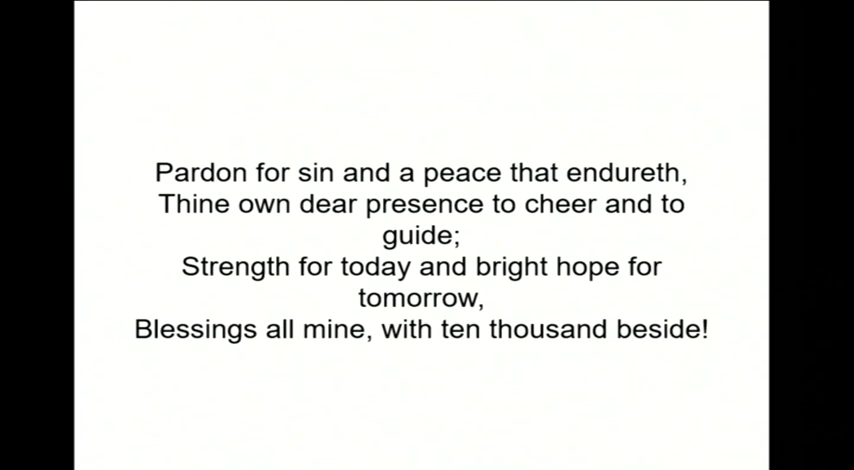 Pardon for sin and a peace that endureth,
Thine own dear presence to cheer and to
guide;
Strength for today and bright hope for
tomorrow,
Blessings all mine, with ten thousand beside!